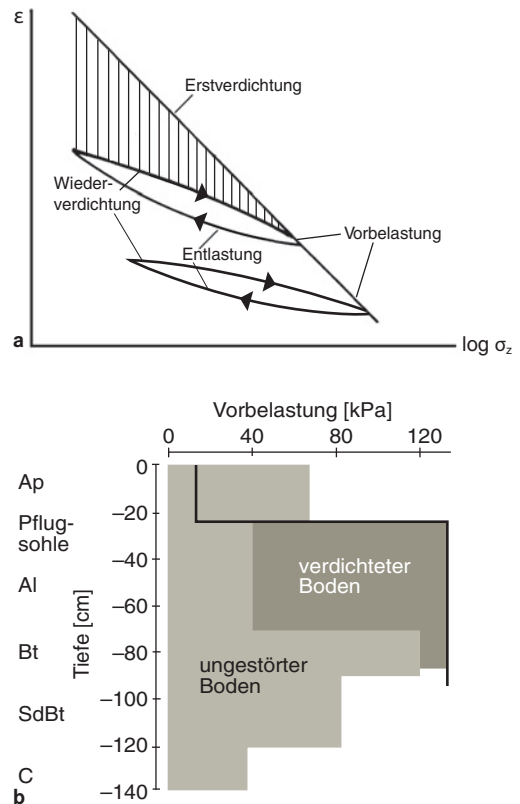 ε
Erstverdichtung
Wieder-
verdichtung
Entlastung
Vorbelastung
a
log σz
Vorbelastung [kPa]
0 40 80 120
Tiefe [cm]
0
−20
−40
−60
−80
−100
−120
−140
Ap
Pflug-
sohle
Al
Bt
SdBt
C
verdichteter
Boden
ungestörter
Boden
b